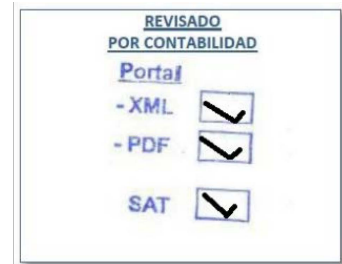 REVISADO
POR CONTABILIDAD
Portal
- XML
- PDF
SAT